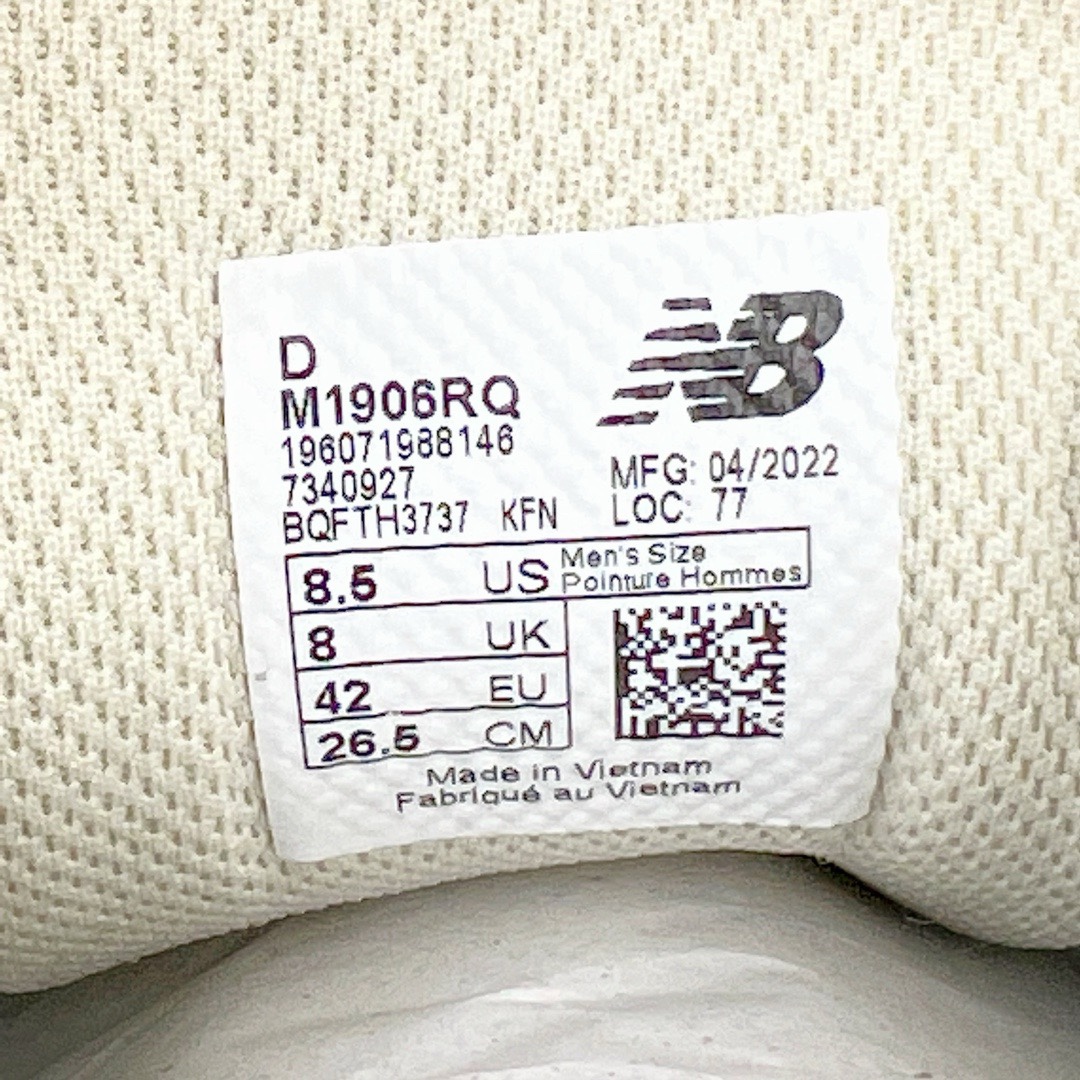 NB
D
M1906RQ
196071988146
7340927
BQFTH3737 KFN
MFG: 04/2022
LOC: 77
8.5 US Men's Size
Pointure Hommes
8 UK
42 EU
26.5 CM
Made in Vietnam
Fabriqué au Vietnam